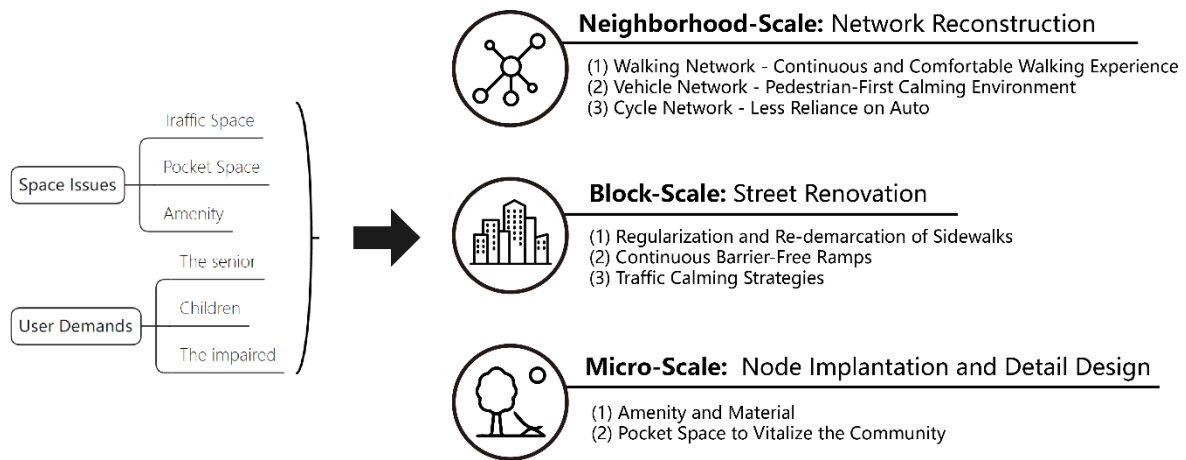 Space Issues
Traffic Space
Pocket Space
Amenity
User Demands
The senior
Children
The impaired
Neighborhood-Scale: Network Reconstruction
(1) Walking Network - Continuous and Comfortable Walking Experience
(2) Vehicle Network - Pedestrian-First Calming Environment
(3) Cycle Network - Less Reliance on Auto
Block-Scale: Street Renovation
(1) Regularization and Re-demarcation of Sidewalks
(2) Continuous Barrier-Free Ramps
(3) Traffic Calming Strategies
Micro-Scale: Node Implantation and Detail Design
(1) Amenity and Material
(2) Pocket Space to Vitalize the Community